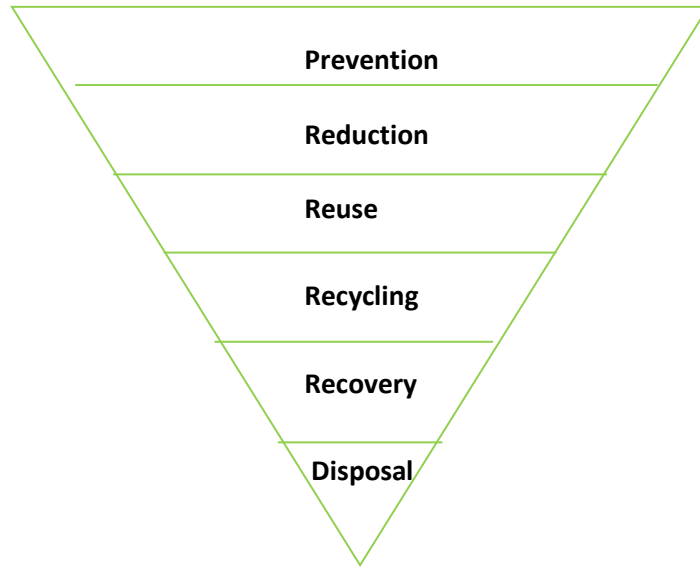 Prevention
Reduction
Reuse
Recycling
Recovery
Disposal